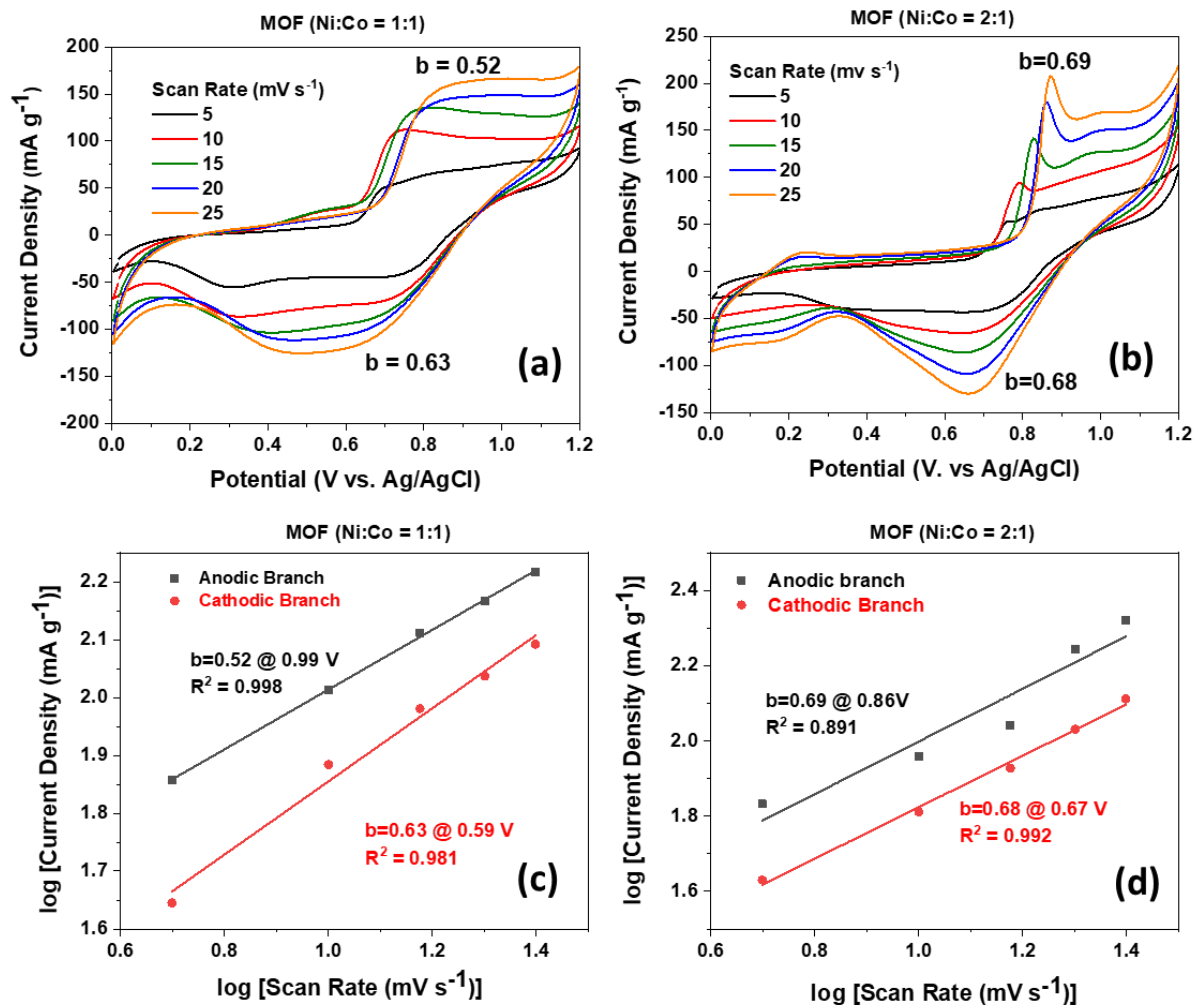 MOF (Ni:Co = 1:1)
200
150
100
50
0
-50
-100
-150
-200
Current Density (mA g⁻¹)
Scan Rate (mV s⁻¹)
5
10
15
20
25
b = 0.52
b = 0.63
(a)
0.0 0.2 0.4 0.6 0.8 1.0 1.2
Potential (V vs. Ag/AgCl)
MOF (Ni:Co = 2:1)
250
200
150
100
50
0
-50
-100
-150
Current Density (mA g⁻¹)
Scan Rate (mv s⁻¹)
5
10
15
20
25
b=0.69
b=0.68
(b)
0.0 0.2 0.4 0.6 0.8 1.0 1.2
Potential (V. vs Ag/AgCl)
MOF (Ni:Co = 1:1)
2.2
2.1
2.0
1.9
1.8
1.7
1.6
log [Current Density (mA g⁻¹)]
Anodic Branch
Cathodic Branch
b=0.52 @ 0.99 V
R² = 0.998
b=0.63 @ 0.59 V
R² = 0.981
(c)
0.6 0.8 1.0 1.2 1.4
log [Scan Rate (mV s⁻¹)]
MOF (Ni:Co = 2:1)
2.4
2.2
2.0
1.8
1.6
log [Current Density (mA g⁻¹)]
Anodic branch
Cathodic Branch
b=0.69 @ 0.86V
R² = 0.891
b=0.68 @ 0.67 V
R² = 0.992
(d)
0.6 0.8 1.0 1.2 1.4
log [Scan Rate (mV s⁻¹)]